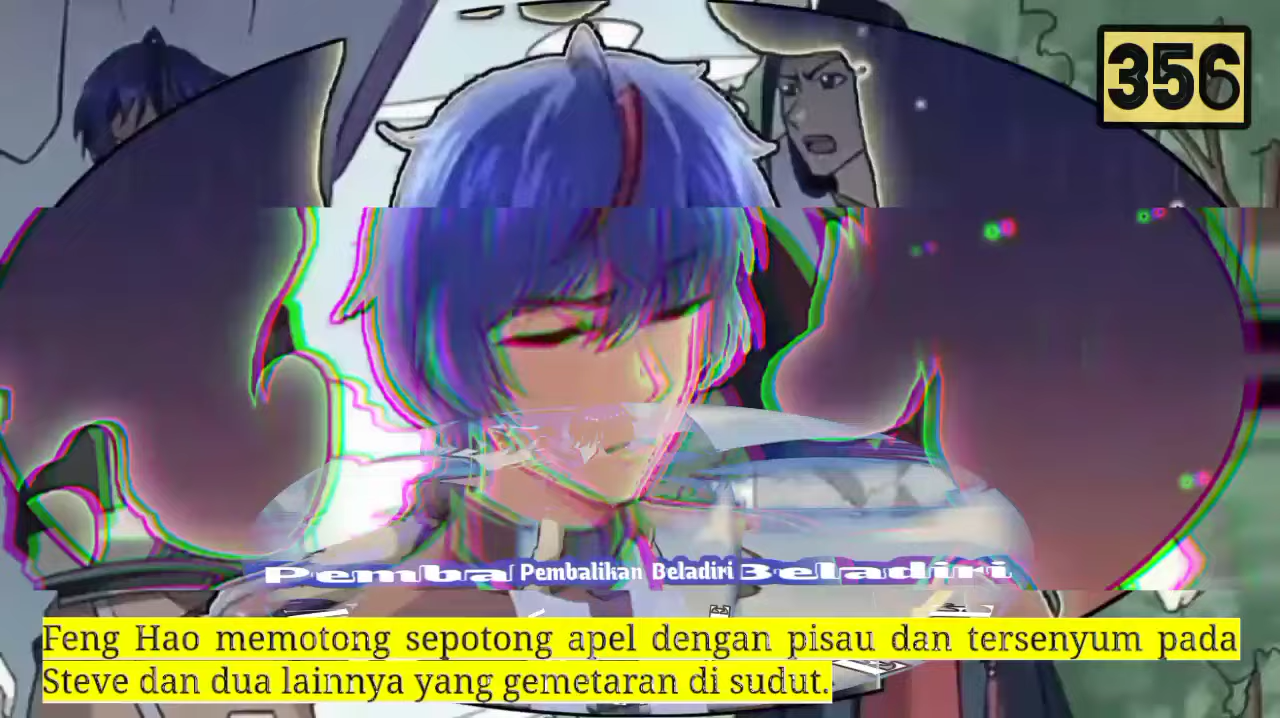 356
Pemba Pembalikan Beladiri Beladiri
Feng Hao memotong sepotong apel dengan pisau dan tersenyum pada
Steve dan dua lainnya yang gemetaran di sudut.